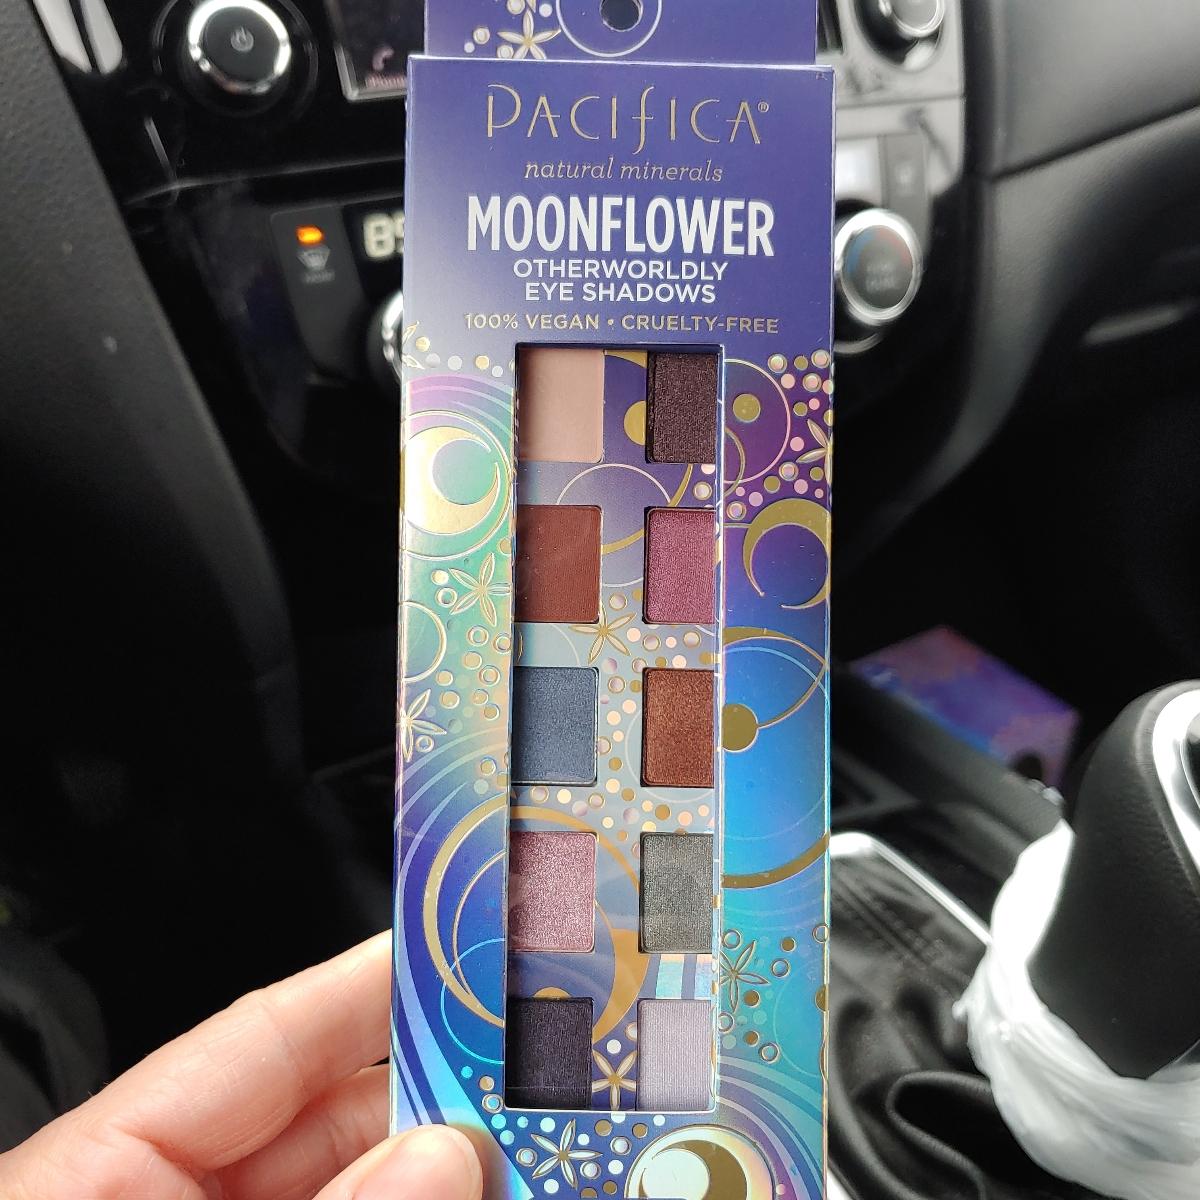 PACIFICA®
natural minerals
MOONFLOWER
OTHERWORLDLY
EYE SHADOWS
100% VEGAN • CRUELTY-FREE